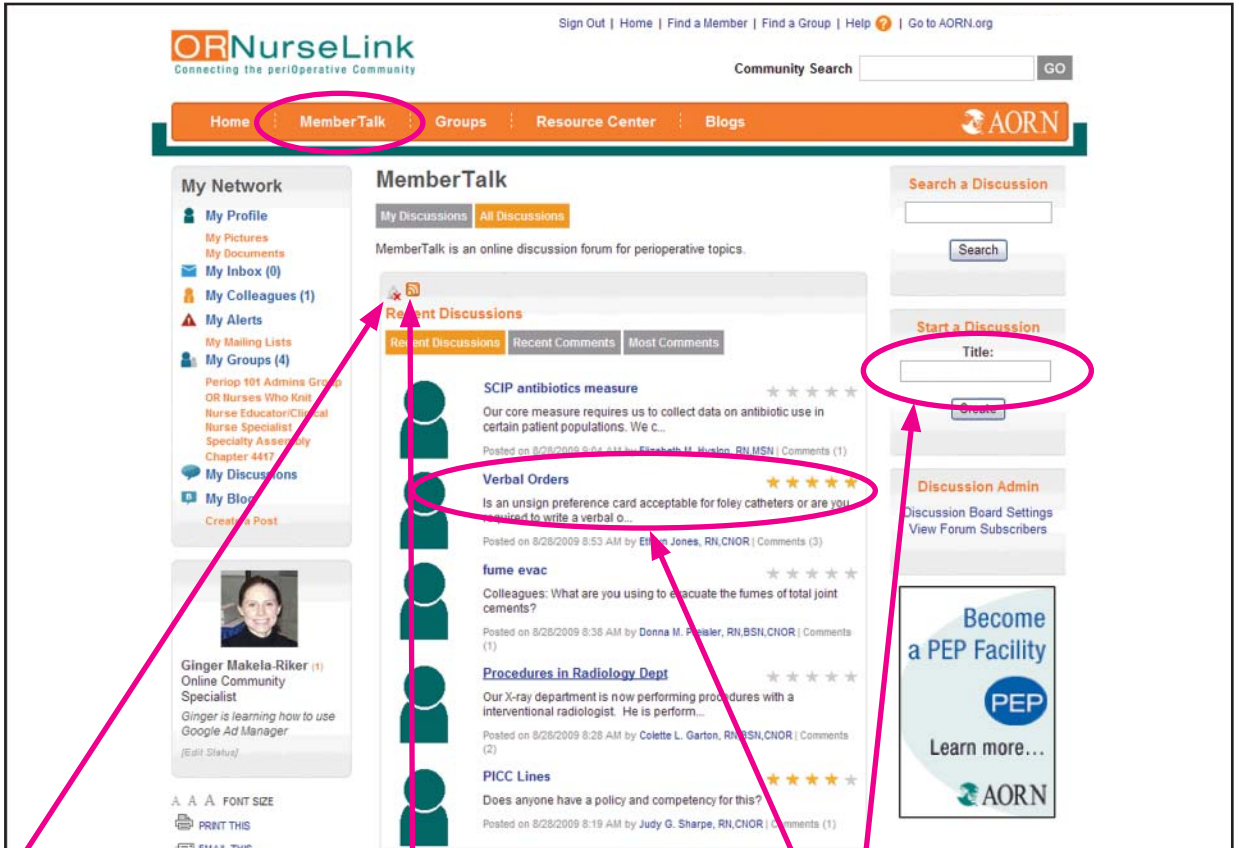 Sign Out | Home | Find a Member | Find a Group | Help ? | Go to AORN.org
ORNurseLink
Connecting the periOperative Community
Community Search
GO
Home MemberTalk Groups Resource Center Blogs
AORN
My Network
My Profile
My Pictures
My Documents
My Inbox (0)
My Colleagues (1)
My Alerts
My Mailing Lists
My Groups (4)
Periop 101 Admins Group
OR Nurses Who Knit
Nurse Educator/Clinical
Nurse Specialist
Specialty Assembly
Chapter 4417
My Discussions
My Blog
Create a Post
Ginger Makela-Riker (1)
Online Community
Specialist
Ginger is learning how to use
Google Ad Manager
[Edit Status]
A A A FONT SIZE
PRINT THIS
EMAIL THIS
MemberTalk
My Discussions All Discussions
MemberTalk is an online discussion forum for perioperative topics.
Recent Discussions
Recent Discussions Recent Comments Most Comments
SCIP antibiotics measure
Our core measure requires us to collect data on antibiotic use in
certain patient populations. We c...
Posted on 8/28/2009 9:04 AM by Elizabeth M. Hyslop, RN,MSN | Comments (1)
Verbal Orders
Is an unsign preference card acceptable for foley catheters or are you
required to write a verbal o...
Posted on 8/28/2009 8:53 AM by Jones, RN,CNOR | Comments (3)
fume evac
Colleagues: What are you using to evacuate the fumes of total joint
cements?
Posted on 8/28/2009 8:38 AM by Donna M. Preisler, RN,BSN,CNOR | Comments
(1)
Procedures in Radiology Dept
Our X-ray department is now performing procedures with a
interventional radiologist. He is perform...
Posted on 8/28/2009 8:28 AM by Colette L. Garton, RN,BSN,CNOR | Comments
(2)
PICC Lines
Does anyone have a policy and competency for this?
Posted on 8/28/2009 8:19 AM by Judy G. Sharpe, RN,CNOR | Comments (1)
Search a Discussion
Search
Start a Discussion
Title:
Create
Discussion Admin
Discussion Board Settings
View Forum Subscribers
Become
a PEP Facility
PEP
Learn more...
AORN